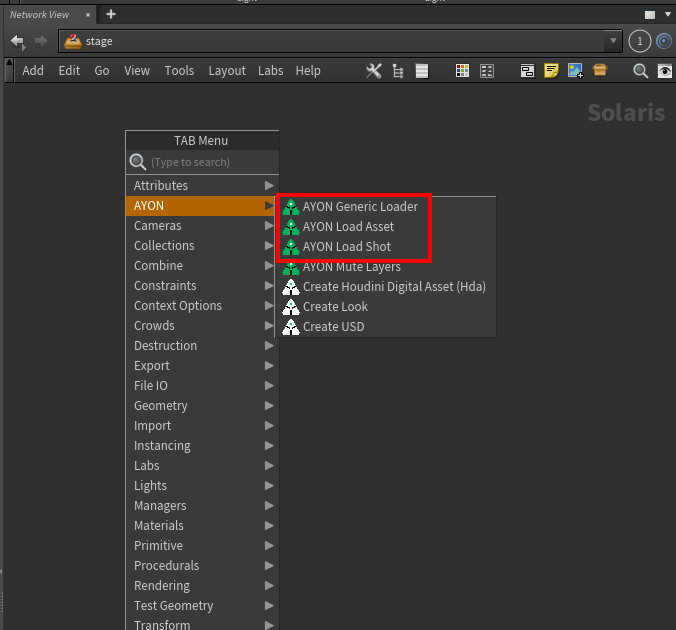 Network View
stage
1
Add Edit Go View Tools Layout Labs Help
Solaris
TAB Menu
(Type to search)
Attributes
AYON
Cameras
Collections
Combine
Constraints
Context Options
Crowds
Destruction
Export
File IO
Geometry
Import
Instancing
Labs
Lights
Managers
Materials
Primitive
Procedurals
Rendering
Test Geometry
Transform
AYON Generic Loader
AYON Load Asset
AYON Load Shot
AYON Mute Layers
Create Houdini Digital Asset (Hda)
Create Look
Create USD